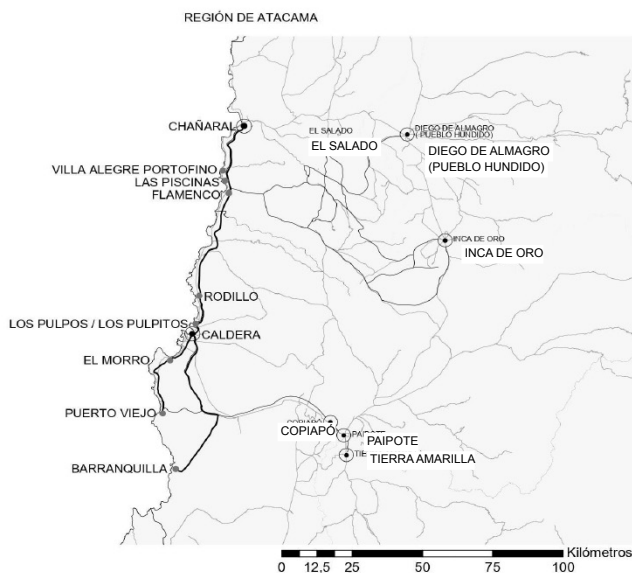 REGIÓN DE ATACAMA
CHAÑARAL
EL SALADO
EL SALADO
DIEGO DE ALMAGRO
(PUEBLO HUNDIDO)
DIEGO DE ALMAGRO
(PUEBLO HUNDIDO)
VILLA ALEGRE PORTOFINO
LAS PISCINAS
FLAMENCO
INCA DE ORO
INCA DE ORO
RODILLO
LOS PULPOS / LOS PULPITOS
CALDERA
EL MORRO
PUERTO VIEJO
COPIAPÓ
COPIAPÓ
PAIPOTE
TIERRA AMARILLA
BARRANQUILLA
Kilómetros
0 12,5 25 50 75 100